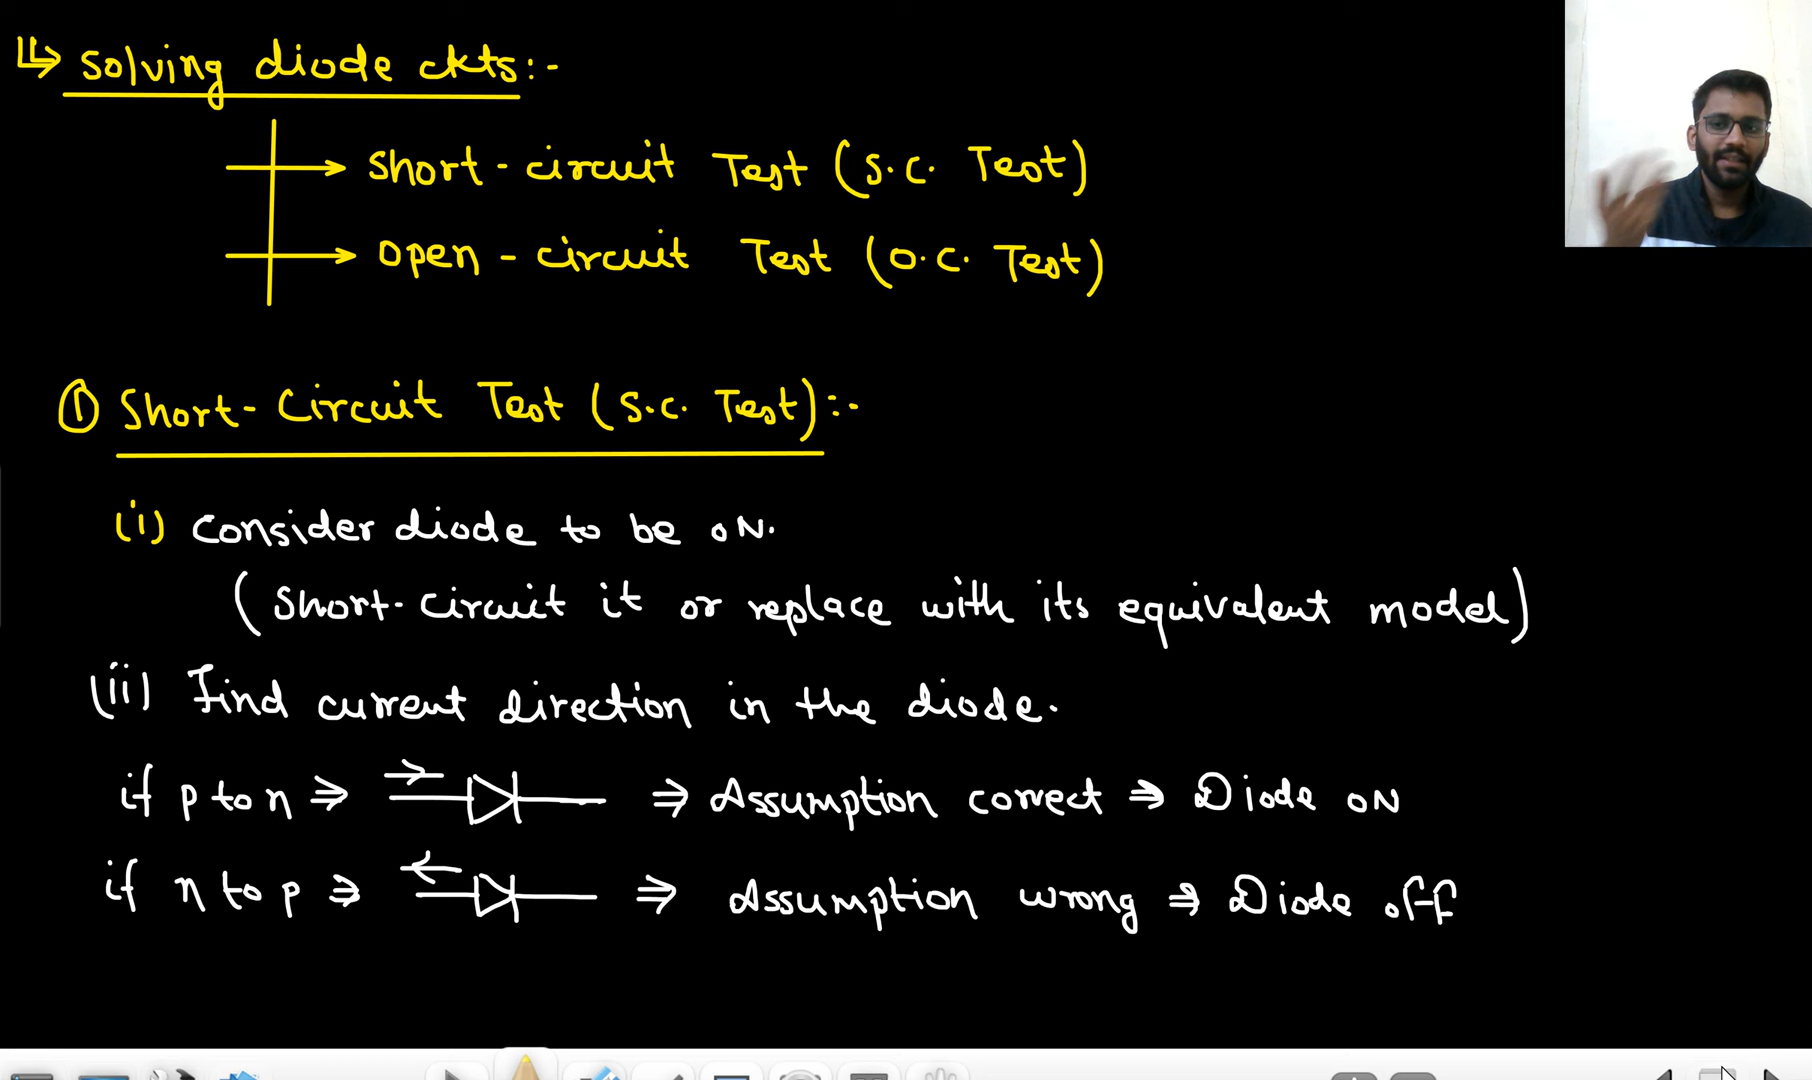 Solving diode ckts:-
Short-circuit Test (S.C. Test)
open-circuit Test (O.C. Test)
① Short-Circuit Test (S.C. Test):-
(i) Consider diode to be ON.
(Short-circuit it or replace with its equivalent model)
(ii) Find current direction in the diode.
if p to n ⇒ ⇒ Assumption correct ⇒ Diode ON
if n to p ⇒ ⇒ Assumption wrong ⇒ Diode off